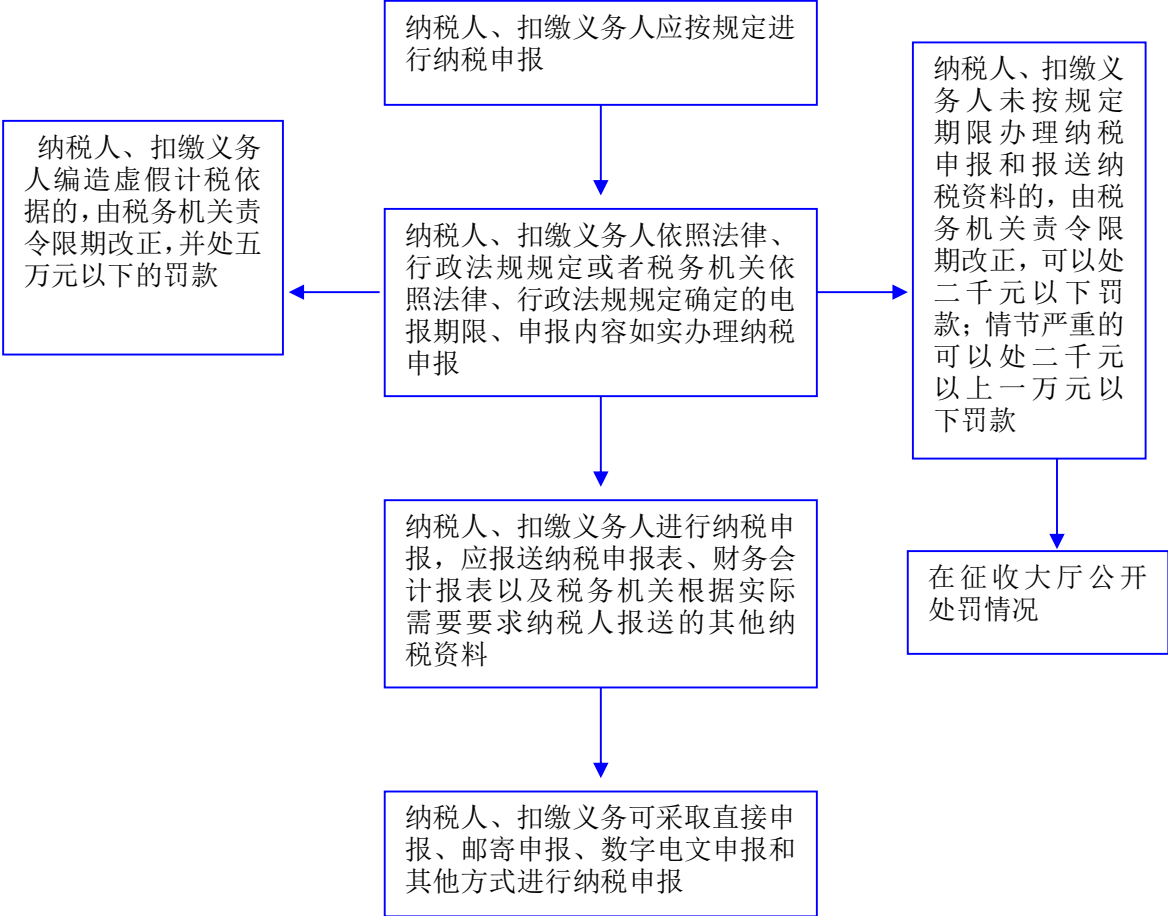 纳税人、扣缴义务人应按规定进
行纳税申报
纳税人、扣缴义
务人未按规定
期限办理纳税
申报和报送纳
税资料的，由税
务机关责令限
期改正，可以处
二千元以下罚
款；情节严重的
可以处二千元
以上一万元以
下罚款
纳税人、扣缴义务
人编造虚假计税依
据的，由税务机关责
令限期改正，并处五
万元以下的罚款
纳税人、扣缴义务人依照法律、
行政法规规定或者税务机关依
照法律、行政法规规定确定的电
报期限、申报内容如实办理纳税
申报
纳税人、扣缴义务人进行纳税申
报，应报送纳税申报表、财务会
计报表以及税务机关根据实际
需要要求纳税人报送的其他纳
税资料
在征收大厅公开
处罚情况
纳税人、扣缴义务可采取直接申
报、邮寄申报、数字电文申报和
其他方式进行纳税申报